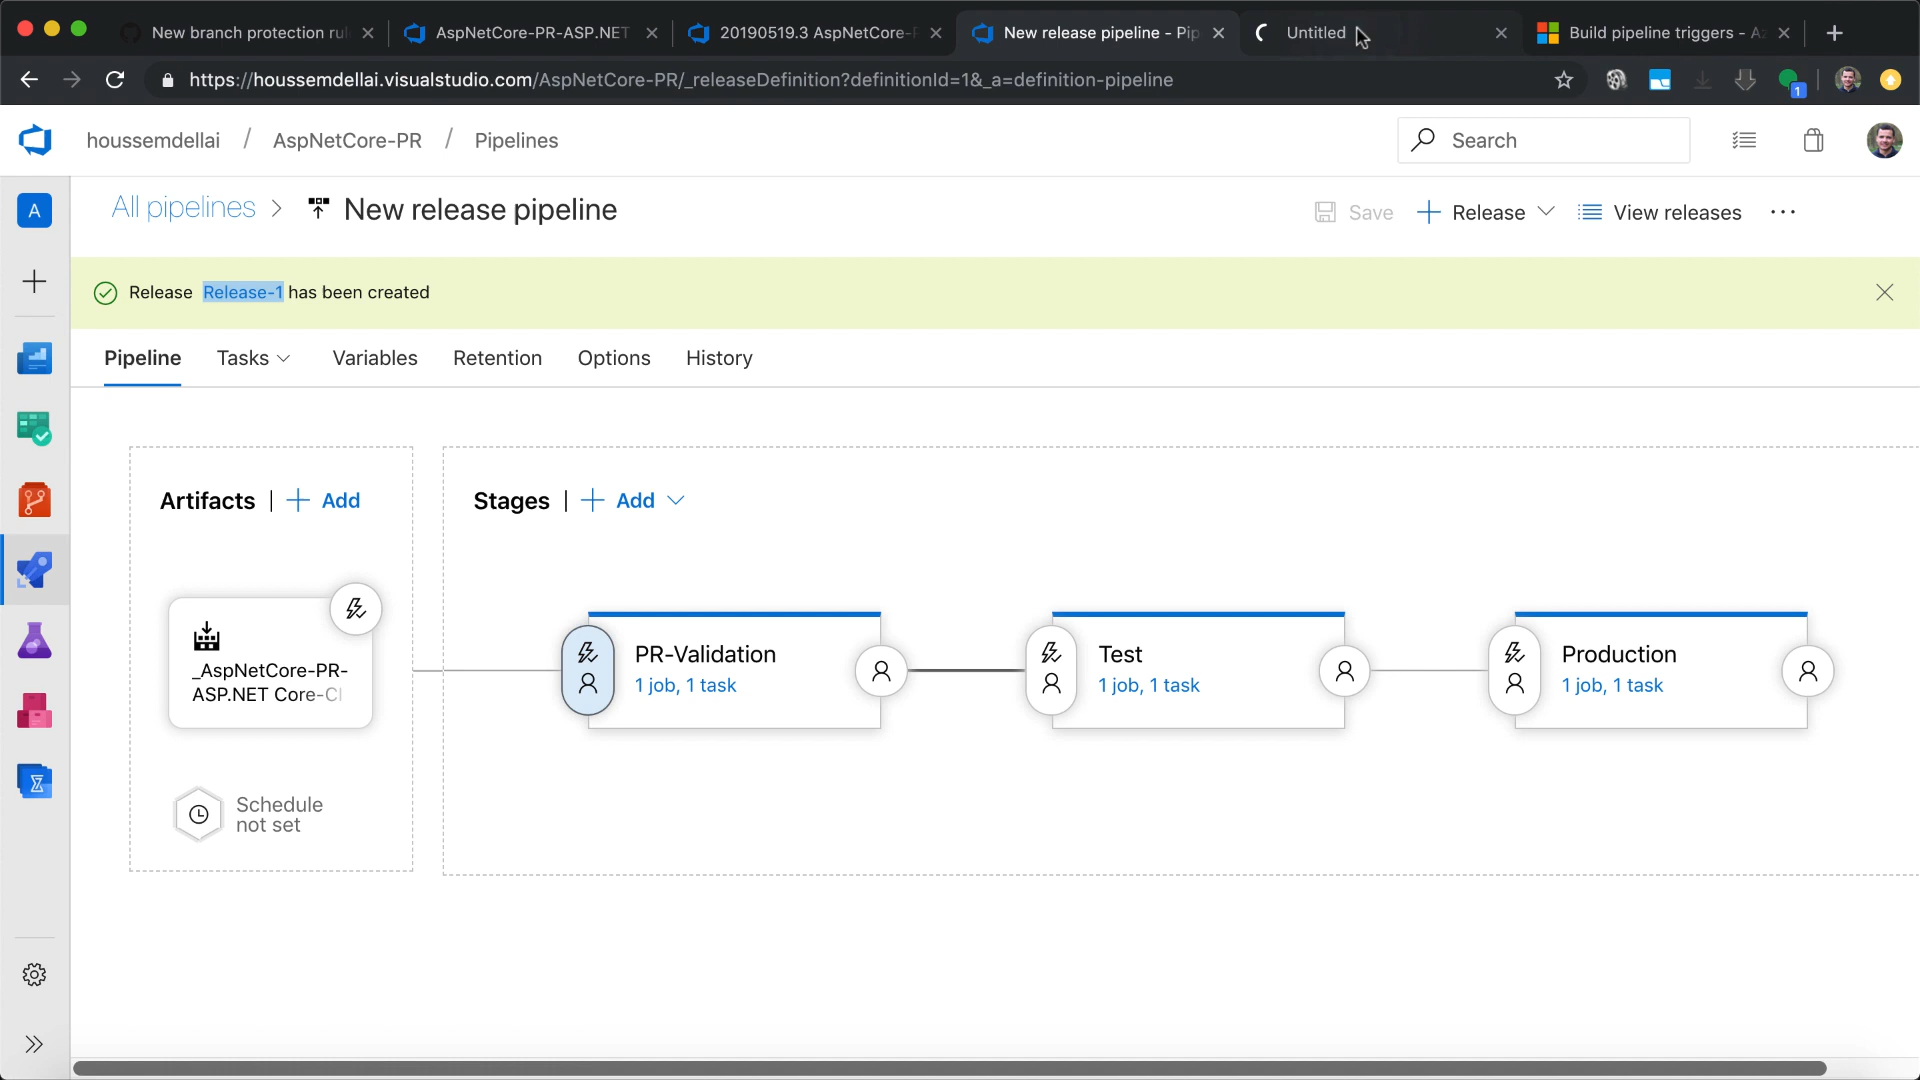 New branch protection rul
AspNetCore-PR-ASP.NET
20190519.3 AspNetCore-P
New release pipeline - Pip
Untitled
Build pipeline triggers - Az
https://houssemdellai.visualstudio.com/AspNetCore-PR/_releaseDefinition?definitionId=1&_a=definition-pipeline
1
houssemdellai / AspNetCore-PR / Pipelines
Search
A
All pipelines > New release pipeline
Save
Release
View releases
Release Release-1 has been created
Pipeline
Tasks
Variables
Retention
Options
History
Artifacts | + Add
Stages | + Add
_AspNetCore-PR-
ASP.NET Core-CI
PR-Validation
1 job, 1 task
Test
1 job, 1 task
Production
1 job, 1 task
Schedule
not set